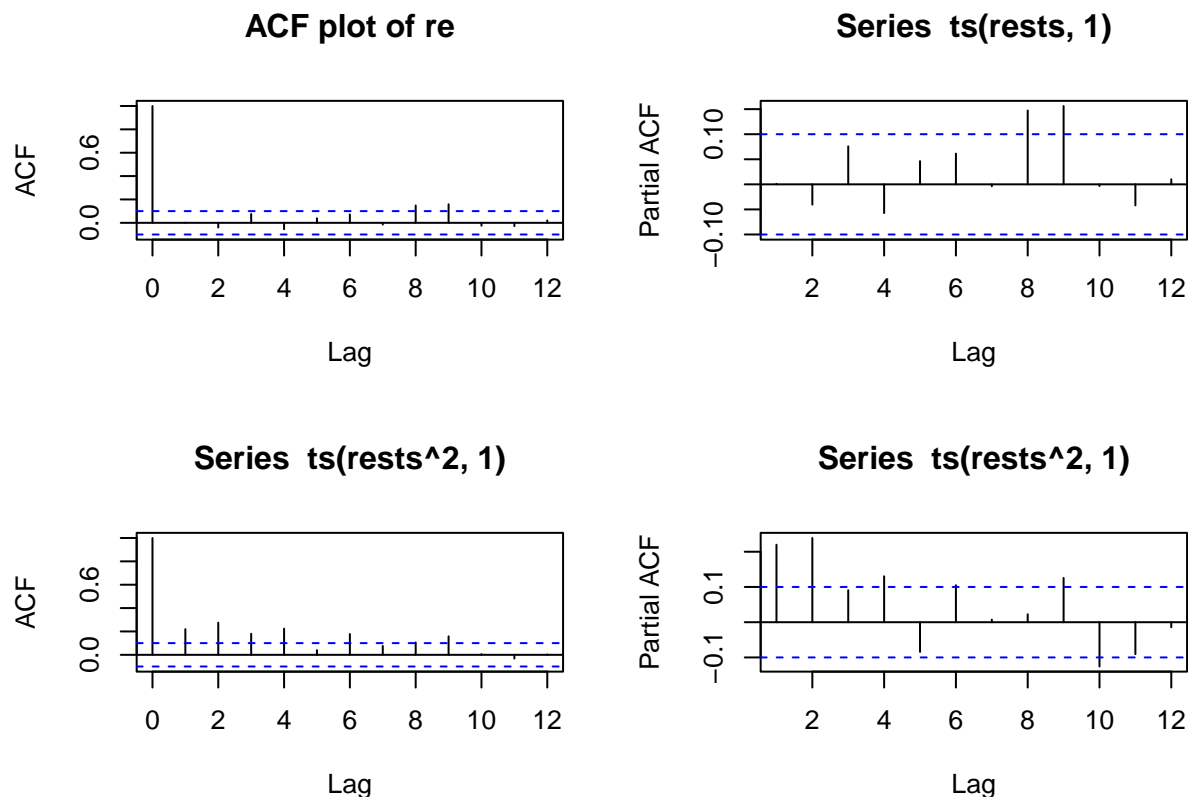 ACF plot of re
ACF
0.0 0.6
0 2 4 6 8 10 12
Lag
Series ts(rests, 1)
Partial ACF
−0.10 0.10
2 4 6 8 10 12
Lag
Series ts(rests^2, 1)
ACF
0.0 0.6
0 2 4 6 8 10 12
Lag
Series ts(rests^2, 1)
Partial ACF
−0.1 0.1
2 4 6 8 10 12
Lag